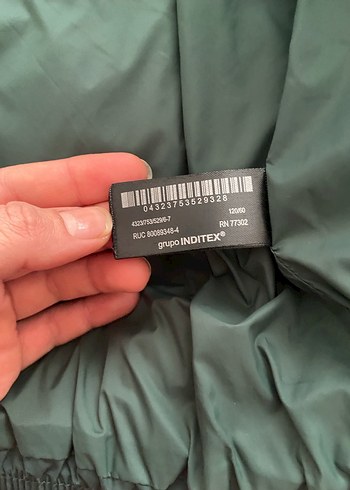 04323753529328
4323/753/529/6-7 120/60
RUC 80089348-4 RN 77302
grupo INDITEX®